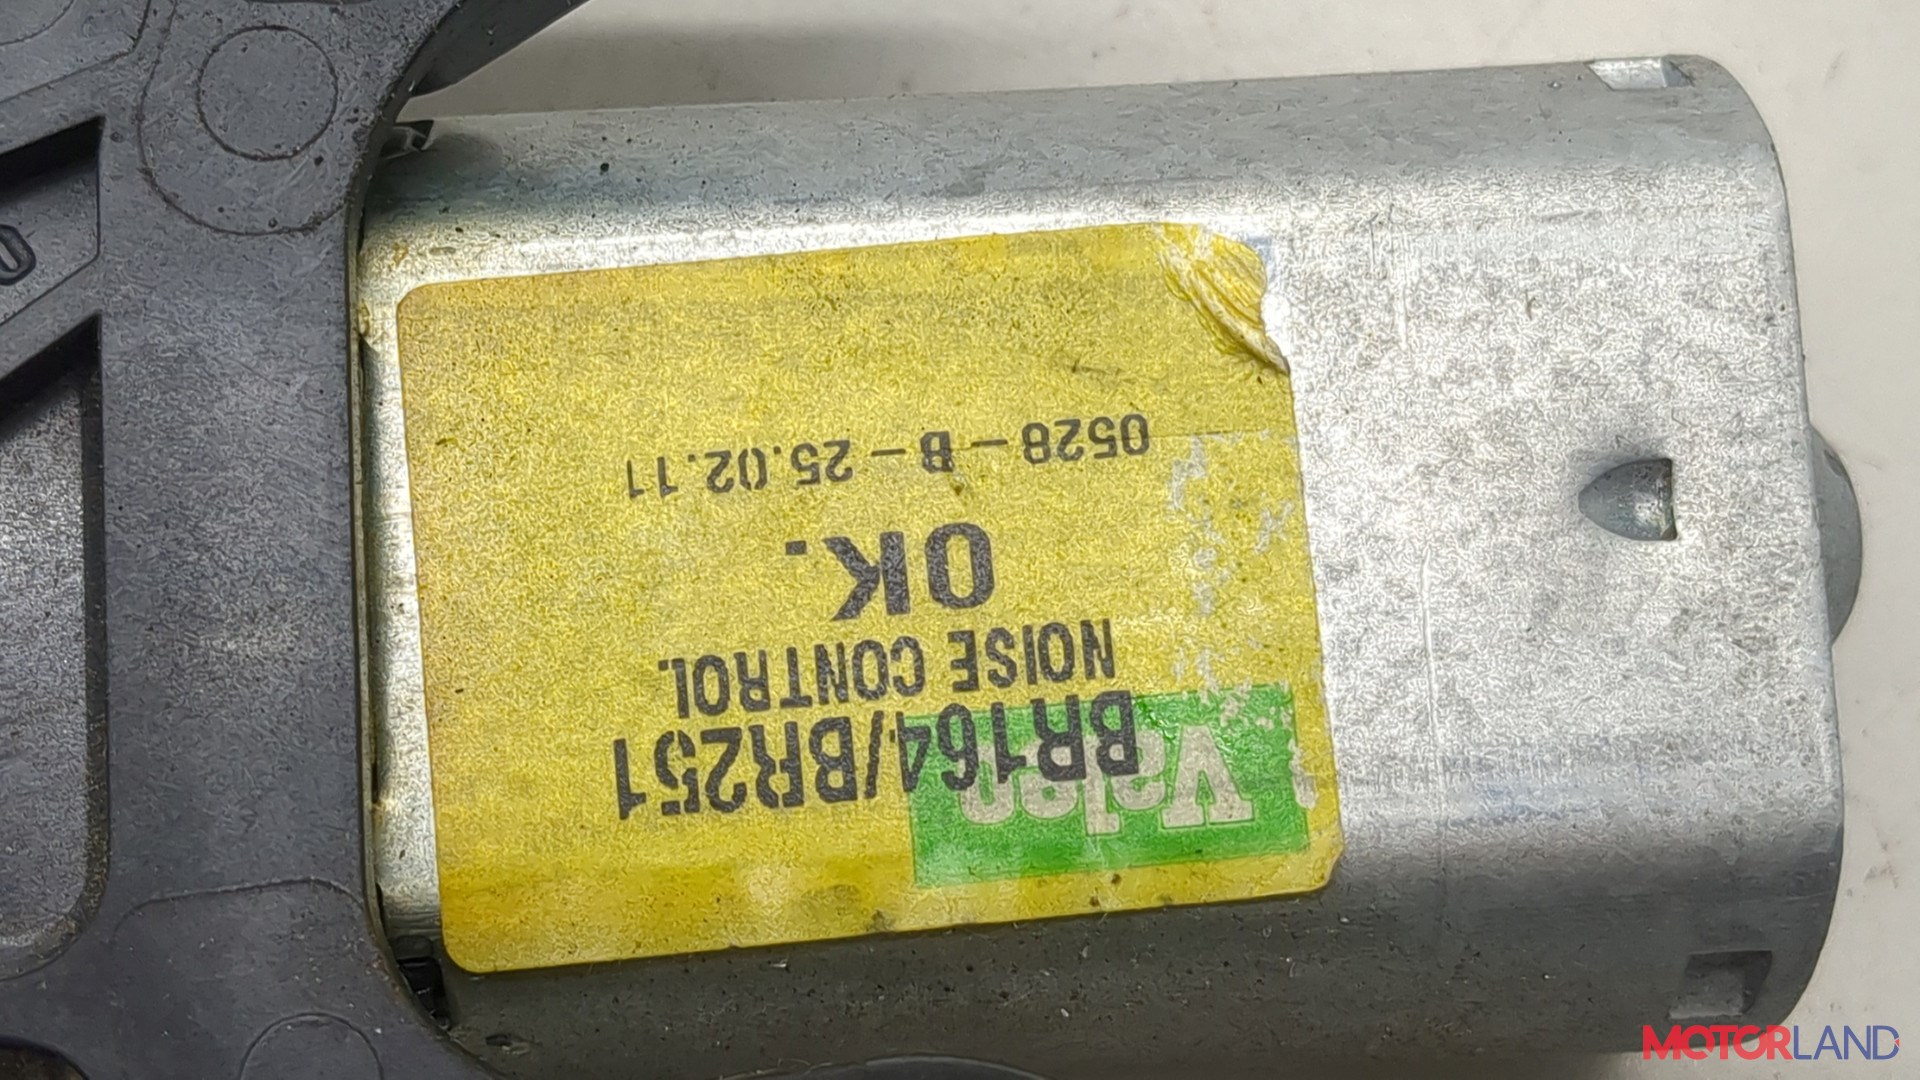 Valeo
BR164/BR251
NOISE CONTROL.
OK.
0528 – B – 25.02.11
MOTORLAND